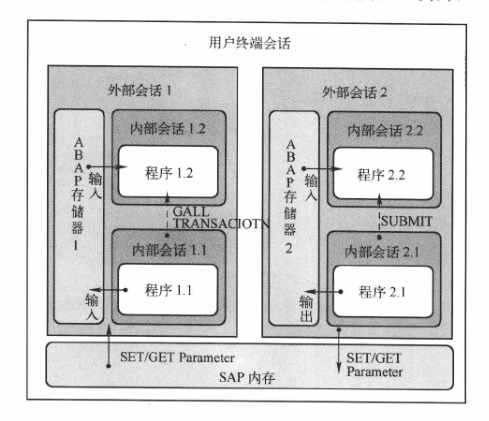 用户终端会话
外部会话 1
内部会话 1.2
程序 1.2
ABAP存储器1
输入
GALL
TRANSACIOTN
内部会话 1.1
程序 1.1
输入
外部会话 2
内部会话 2.2
程序 2.2
ABAP存储器2
输入
SUBMIT
内部会话 2.1
程序 2.1
输出
SET/GET Parameter
SET/GET
Parameter
SAP 内存